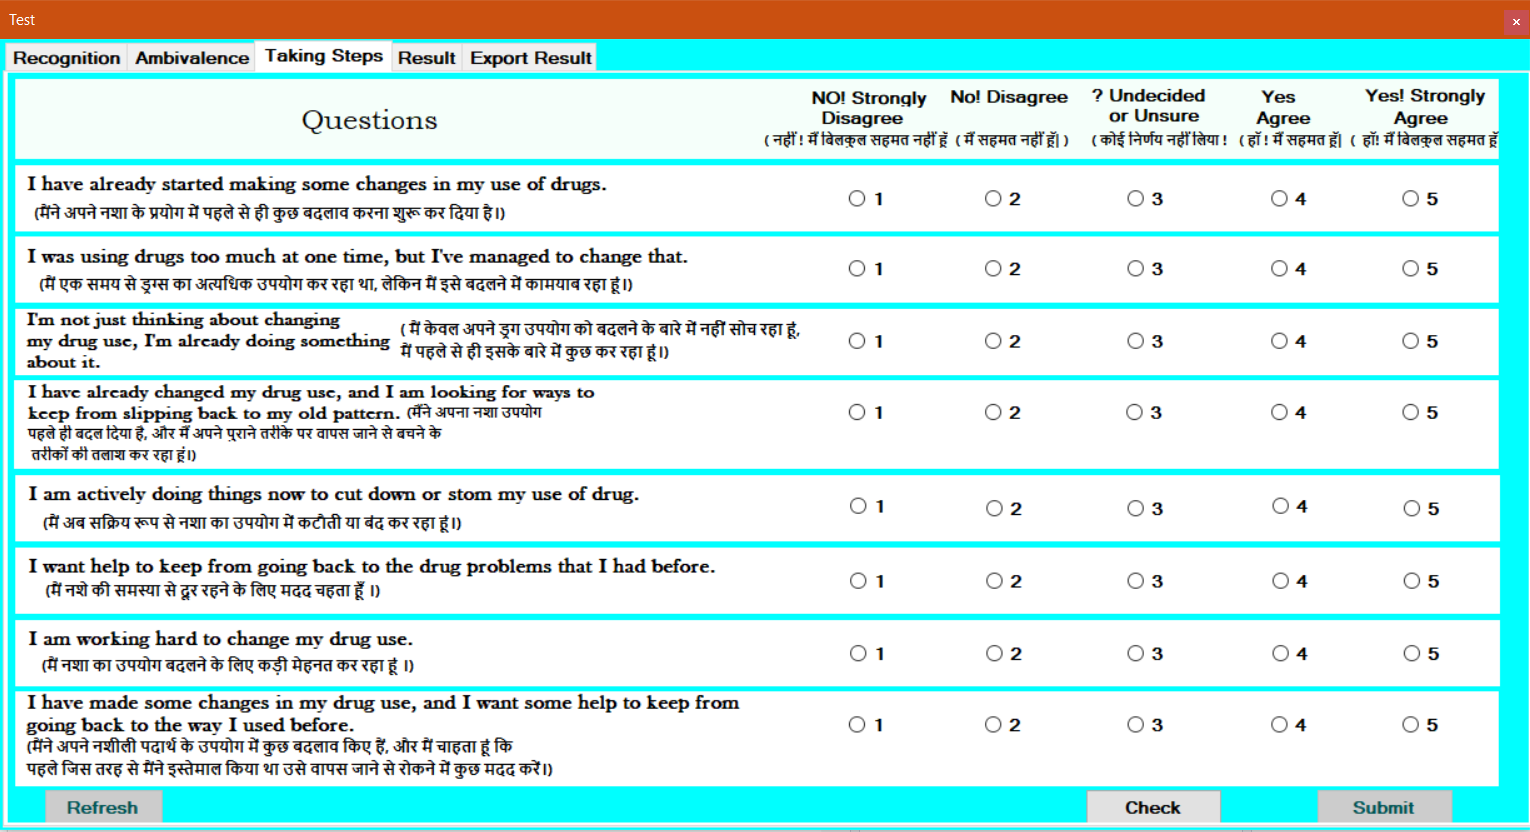 Test
x
Recognition Ambivalence Taking Steps Result Export Result
Questions
NO! Strongly
Disagree
( नहीं ! मैं बिलकुल सहमत नहीं हूँ
No! Disagree
( मैं सहमत नहीं हूँ| )
? Undecided
or Unsure
( कोई निर्णय नहीं लिया !
Yes
Agree
( हाँ ! मैं सहमत हूँ|
Yes! Strongly
Agree
( हाँ! मैं बिलकुल सहमत हूँ
I have already started making some changes in my use of drugs.
(मैंने अपने नशा के प्रयोग में पहले से ही कुछ बदलाव करना शुरू कर दिया है।)
1 2 3 4 5
I was using drugs too much at one time, but I've managed to change that.
(मैं एक समय से ड्रग्स का अत्यधिक उपयोग कर रहा था, लेकिन मैं इसे बदलने में कामयाब रहा हूं।)
1 2 3 4 5
I'm not just thinking about changing
my drug use, I'm already doing something
about it.
( मैं केवल अपने ड्रग उपयोग को बदलने के बारे में नहीं सोच रहा हूं,
मैं पहले से ही इसके बारे में कुछ कर रहा हूं।)
1 2 3 4 5
I have already changed my drug use, and I am looking for ways to
keep from slipping back to my old pattern. (मैंने अपना नशा उपयोग
पहले ही बदल दिया है, और मैं अपने पुराने तरीके पर वापस जाने से बचने के
तरीकों की तलाश कर रहा हूं।)
1 2 3 4 5
I am actively doing things now to cut down or stom my use of drug.
(मैं अब सक्रिय रूप से नशा का उपयोग में कटौती या बंद कर रहा हूं।)
1 2 3 4 5
I want help to keep from going back to the drug problems that I had before.
(मैं नशे की समस्या से दूर रहने के लिए मदद चहता हूँ ।)
1 2 3 4 5
I am working hard to change my drug use.
(मैं नशा का उपयोग बदलने के लिए कड़ी मेहनत कर रहा हूं ।)
1 2 3 4 5
I have made some changes in my drug use, and I want some help to keep from
going back to the way I used before.
(मैंने अपने नशीली पदार्थ के उपयोग में कुछ बदलाव किए हैं, और मैं चाहता हूं कि
पहले जिस तरह से मैंने इस्तेमाल किया था उसे वापस जाने से रोकने में कुछ मदद करें।)
1 2 3 4 5
Refresh Check Submit